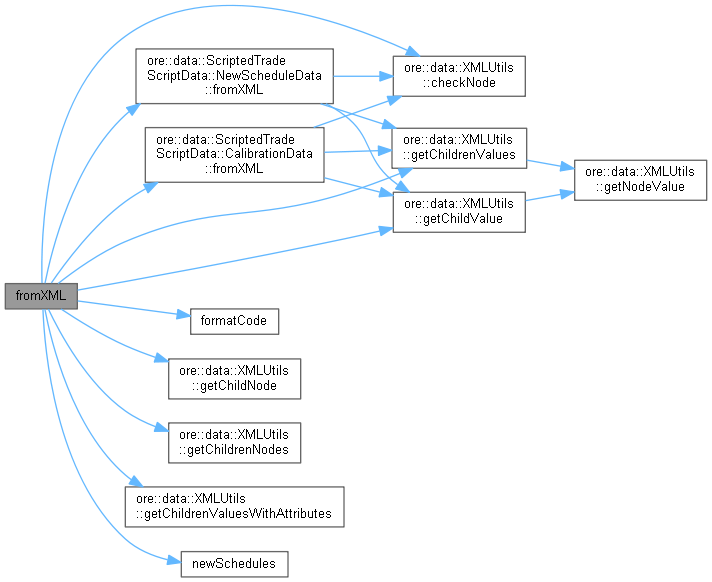 ore::data::ScriptedTrade
ScriptData::NewScheduleData
::fromXML
ore::data::XMLUtils
::checkNode
ore::data::ScriptedTrade
ScriptData::CalibrationData
::fromXML
ore::data::XMLUtils
::getChildrenValues
ore::data::XMLUtils
::getNodeValue
ore::data::XMLUtils
::getChildValue
fromXML
formatCode
ore::data::XMLUtils
::getChildNode
ore::data::XMLUtils
::getChildrenNodes
ore::data::XMLUtils
::getChildrenValuesWithAttributes
newSchedules